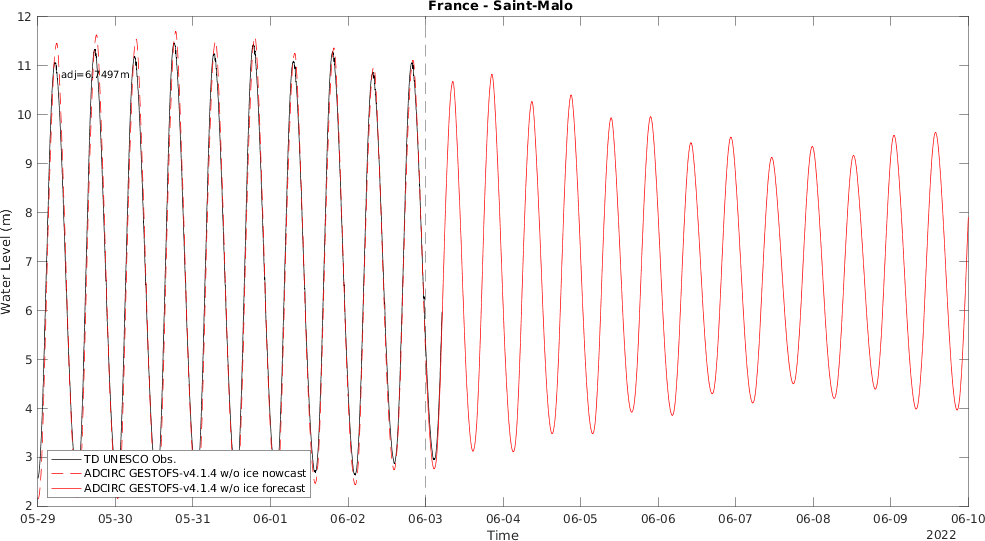 France - Saint-Malo
12
11
10
9
8
7
6
5
4
3
2
Water Level (m)
adj=6.7497m
TD UNESCO Obs.
ADCIRC GESTOFS-v4.1.4 w/o ice nowcast
ADCIRC GESTOFS-v4.1.4 w/o ice forecast
05-29 05-30 05-31 06-01 06-02 06-03 06-04 06-05 06-06 06-07 06-08 06-09 06-10
Time
2022